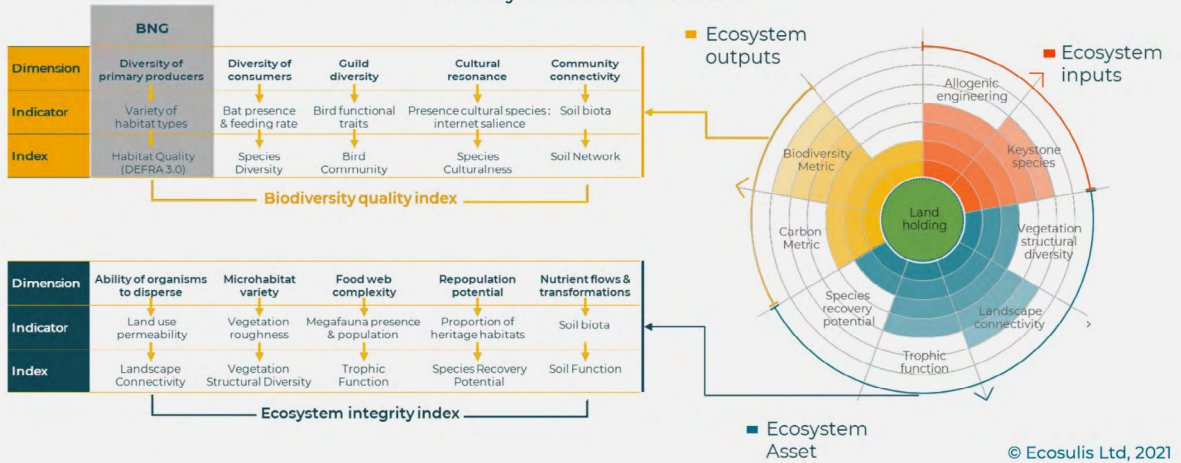 BNG
Dimension
Diversity of
primary producers
Diversity of
consumers
Guild
diversity
Cultural
resonance
Community
connectivity
Indicator
Variety of
habitat types
Bat presence
& feeding rate
Bird functional
traits
Presence cultural species:
internet salience
Soil biota
Index
Habitat Quality
(DEFRA 3.0)
Species
Diversity
Bird
Community
Species
Culturalness
Soil Network
Biodiversity quality index
Dimension
Ability of organisms
to disperse
Microhabitat
variety
Food web
complexity
Repopulation
potential
Nutrient flows &
transformations
Indicator
Land use
permeability
Vegetation
roughness
Megafauna presence
& population
Proportion of
heritage habitats
Soil biota
Index
Landscape
Connectivity
Vegetation
Structural Diversity
Trophic
Function
Species Recovery
Potential
Soil Function
Ecosystem integrity index
Ecosystem
outputs
Ecosystem
inputs
Allogenic
engineering
Keystone
species
Biodiversity
Metric
Land
holding
Carbon
Metric
Vegetation
structural
diversity
Species
recovery
potential
Landscape
connectivity
Trophic
function
Ecosystem
Asset
© Ecosulis Ltd, 2021